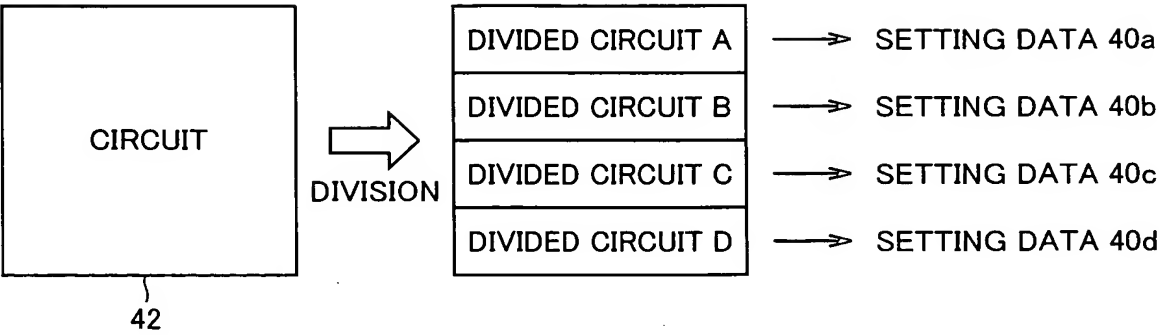 CIRCUIT
42
DIVISION
DIVIDED CIRCUIT A
SETTING DATA 40a
DIVIDED CIRCUIT B
SETTING DATA 40b
DIVIDED CIRCUIT C
SETTING DATA 40c
DIVIDED CIRCUIT D
SETTING DATA 40d